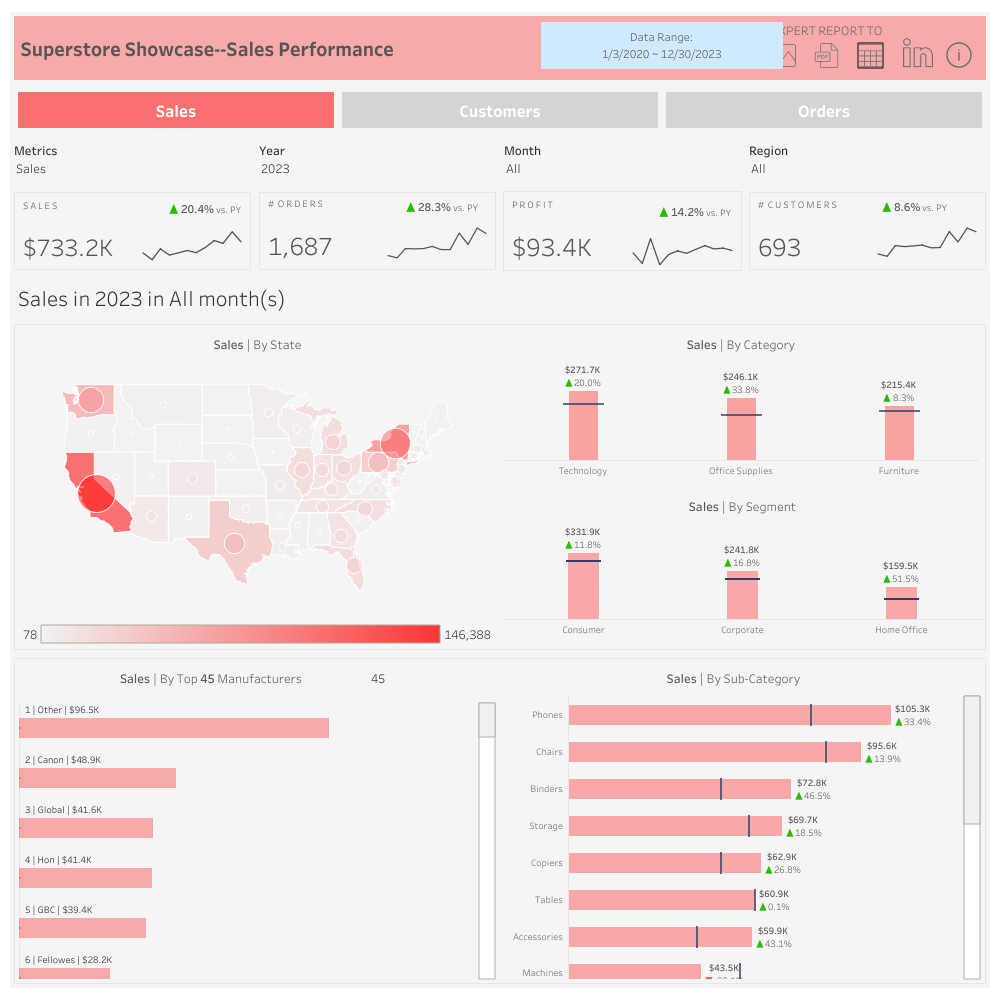 Superstore Showcase--Sales Performance
Data Range:
1/3/2020 ~ 12/30/2023
XPERT REPORT TO
PDF
in
i
Sales
Customers
Orders
Metrics
Sales
Year
2023
Month
All
Region
All
SALES
▲ 20.4% vs. PY
$733.2K
# ORDERS
▲ 28.3% vs. PY
1,687
PROFIT
▲ 14.2% vs. PY
$93.4K
# CUSTOMERS
▲ 8.6% vs. PY
693
Sales in 2023 in All month(s)
Sales | By State
78
146,388
Sales | By Category
$271.7K
▲ 20.0%
$246.1K
▲ 33.8%
$215.4K
▲ 8.3%
Technology
Office Supplies
Furniture
Sales | By Segment
$331.9K
▲ 11.8%
$241.8K
▲ 16.8%
$159.5K
▲ 51.5%
Consumer
Corporate
Home Office
Sales | By Top 45 Manufacturers
45
1 | Other | $96.5K
2 | Canon | $48.9K
3 | Global | $41.6K
4 | Hon | $41.4K
5 | GBC | $39.4K
6 | Fellowes | $28.2K
Sales | By Sub-Category
Phones
$105.3K
▲ 33.4%
Chairs
$95.6K
▲ 13.9%
Binders
$72.8K
▲ 46.5%
Storage
$69.7K
▲ 18.5%
Copiers
$62.9K
▲ 26.8%
Tables
$60.9K
▲ 0.1%
Accessories
$59.9K
▲ 43.1%
Machines
$43.5K